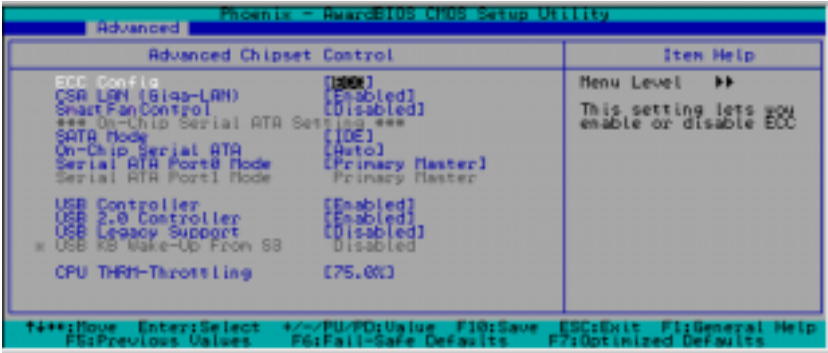 Phoenix - AwardBIOS CMOS Setup Utility
Advanced
Advanced Chipset Control
Item Help
ECC Config [ECC]
CSA LAN (Giga-LAN) [Enabled]
SmartFanControl [Disabled]
*** On-Chip Serial ATA Setting ***
SATA Mode [IDE]
On-Chip Serial ATA [Auto]
Serial ATA Port0 Mode [Primary Master]
Serial ATA Port1 Mode Primary Master
USB Controller [Enabled]
USB 2.0 Controller [Enabled]
USB Legacy Support [Disabled]
x USB KB Wake-Up From S3 Disabled
CPU THRM-Throttling [75.0%]
Menu Level ▸▸
This setting lets you
enable or disable ECC
↑↓→←:Move Enter:Select +/-/PU/PD:Value F10:Save ESC:Exit F1:General Help
F5:Previous Values F6:Fail-Safe Defaults F7:Optimized Defaults